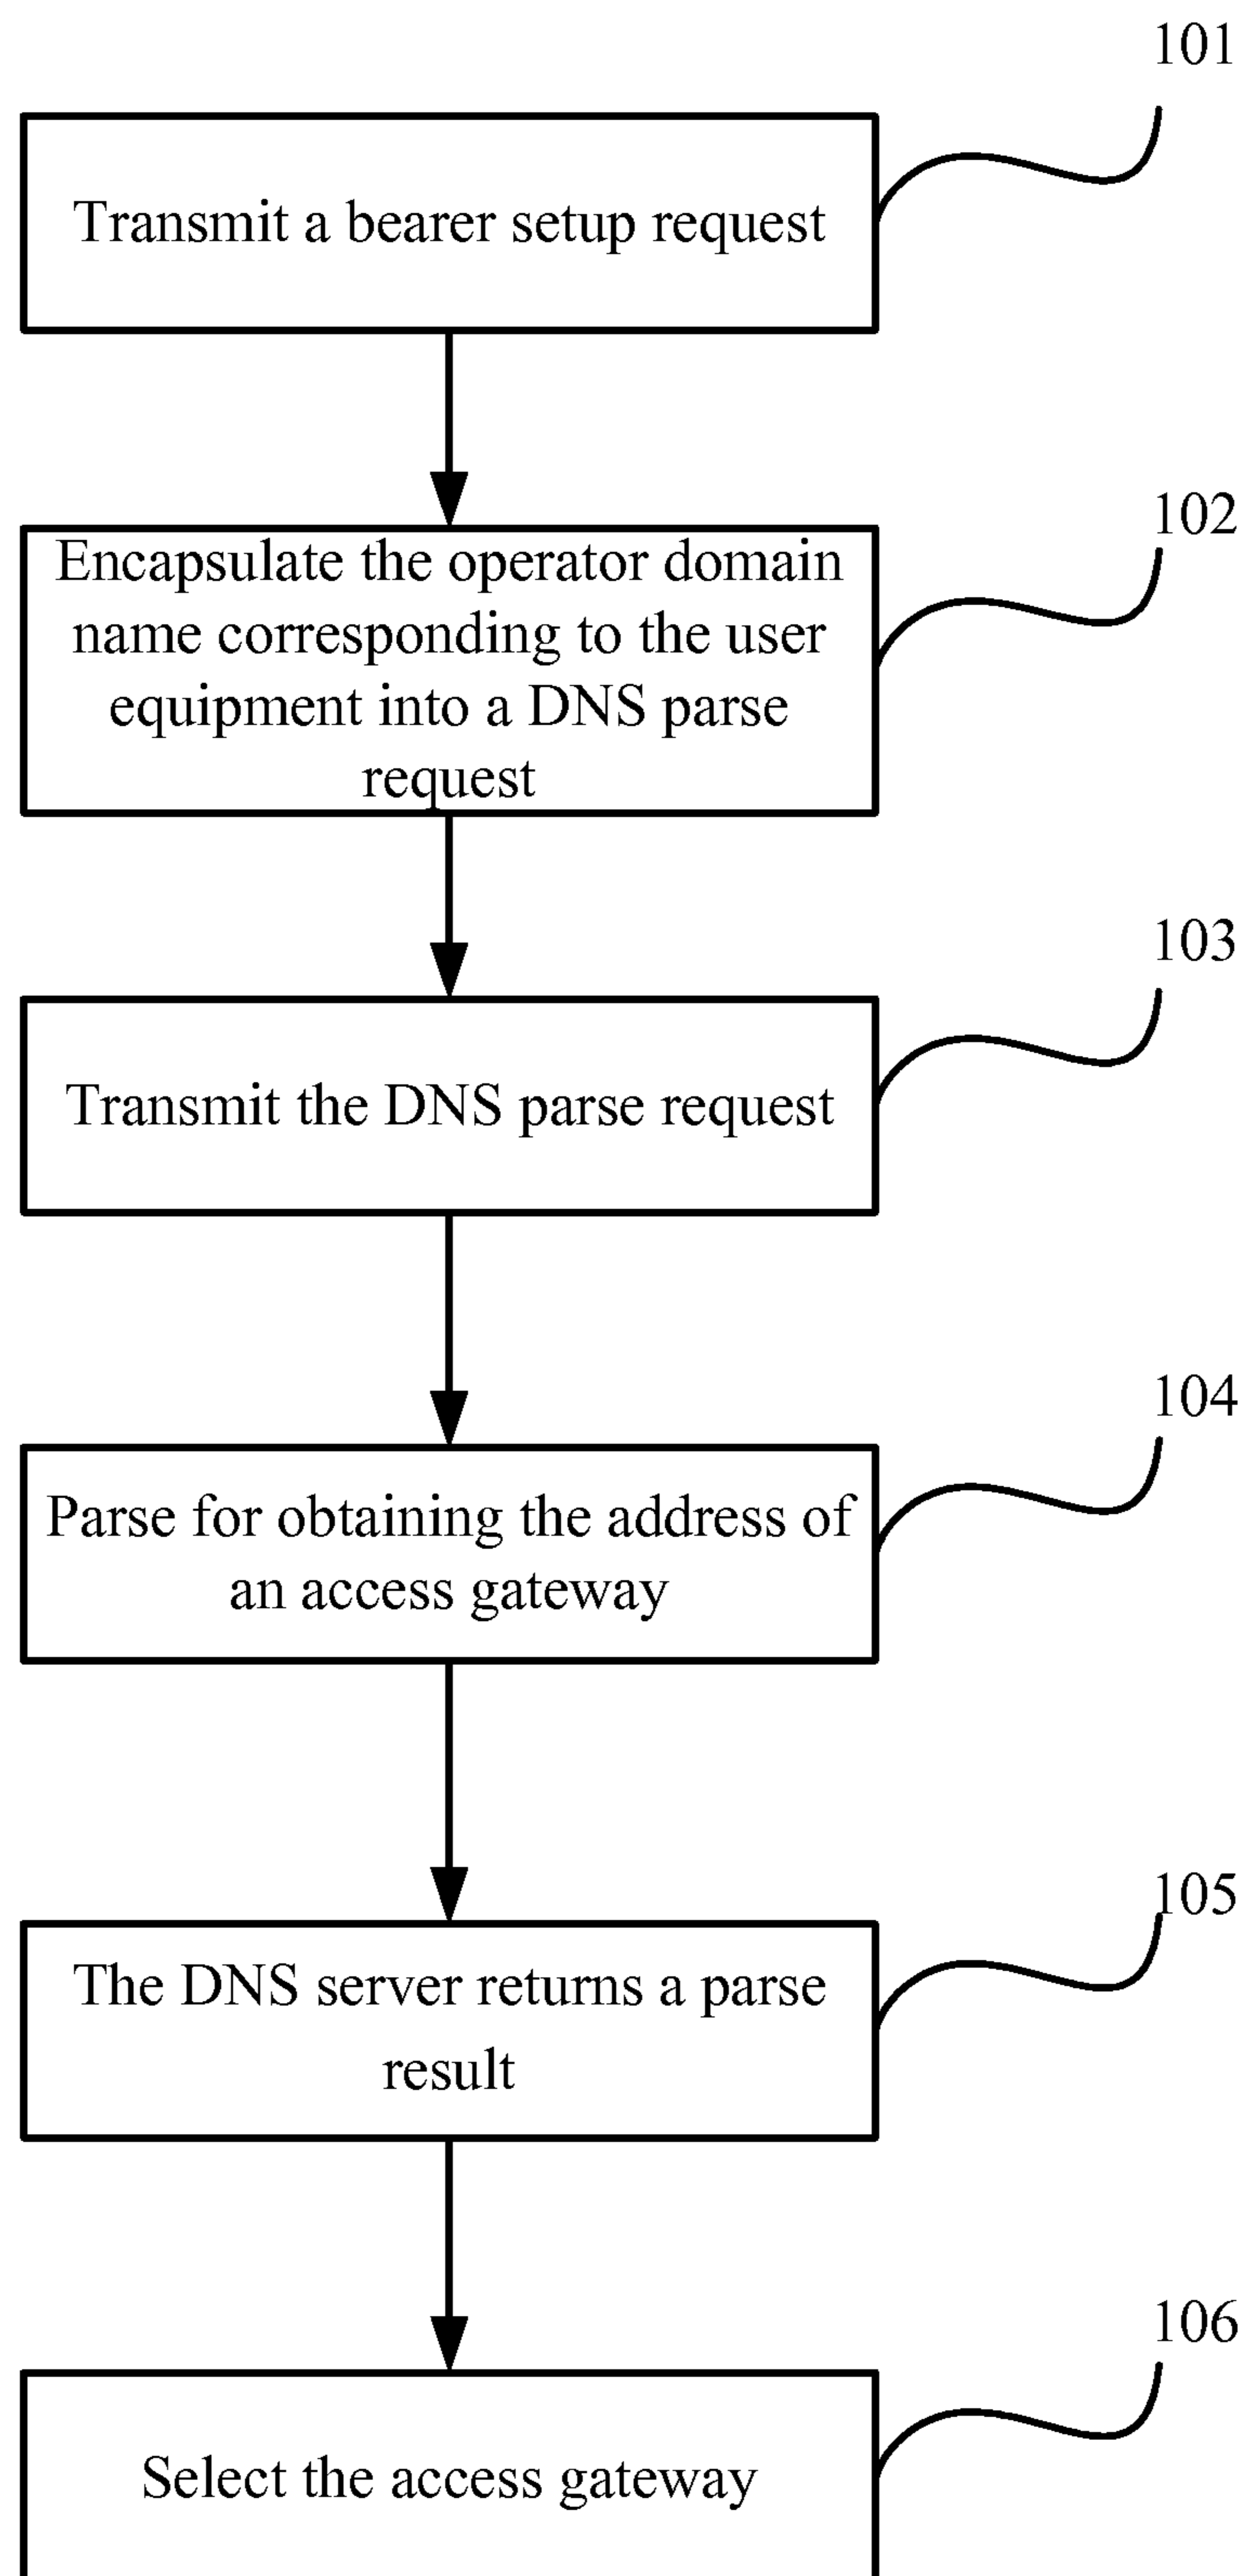 101
Transmit a bearer setup request
102
Encapsulate the operator domain
name corresponding to the user
equipment into a DNS parse
request
103
Transmit the DNS parse request
104
Parse for obtaining the address of
an access gateway
105
The DNS server returns a parse
result
106
Select the access gateway